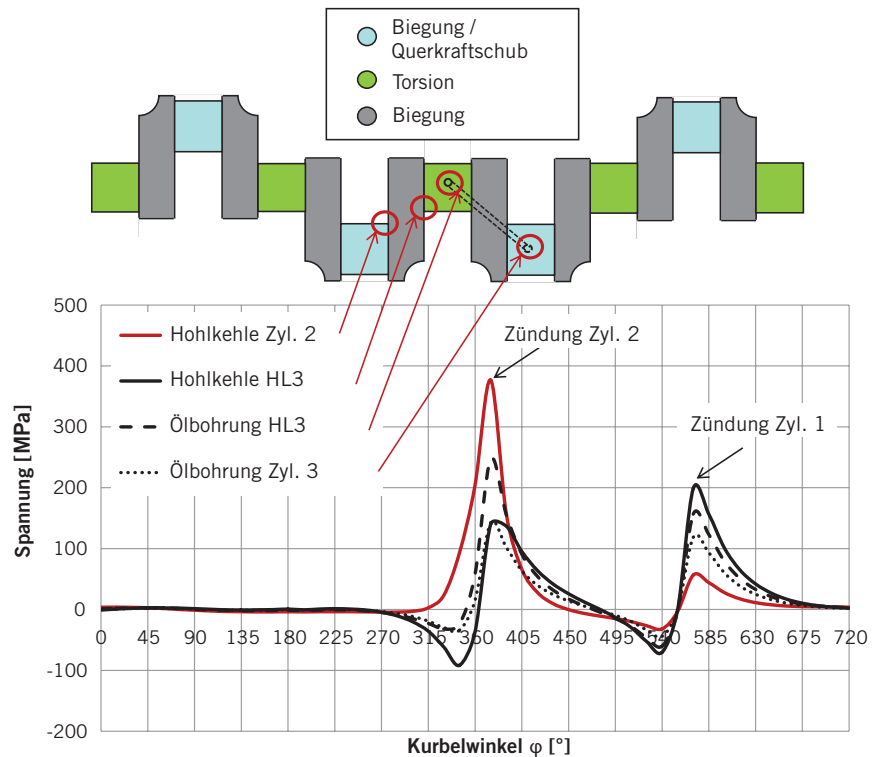 Biegung /
Querkraftschub
Torsion
Biegung
500
400
300
200
100
0
-100
-200
Spannung [MPa]
Hohlkehle Zyl. 2
Hohlkehle HL3
Ölbohrung HL3
Ölbohrung Zyl. 3
Zündung Zyl. 2
Zündung Zyl. 1
0 45 90 135 180 225 270 315 360 405 450 495 540 585 630 675 720
Kurbelwinkel φ [°]